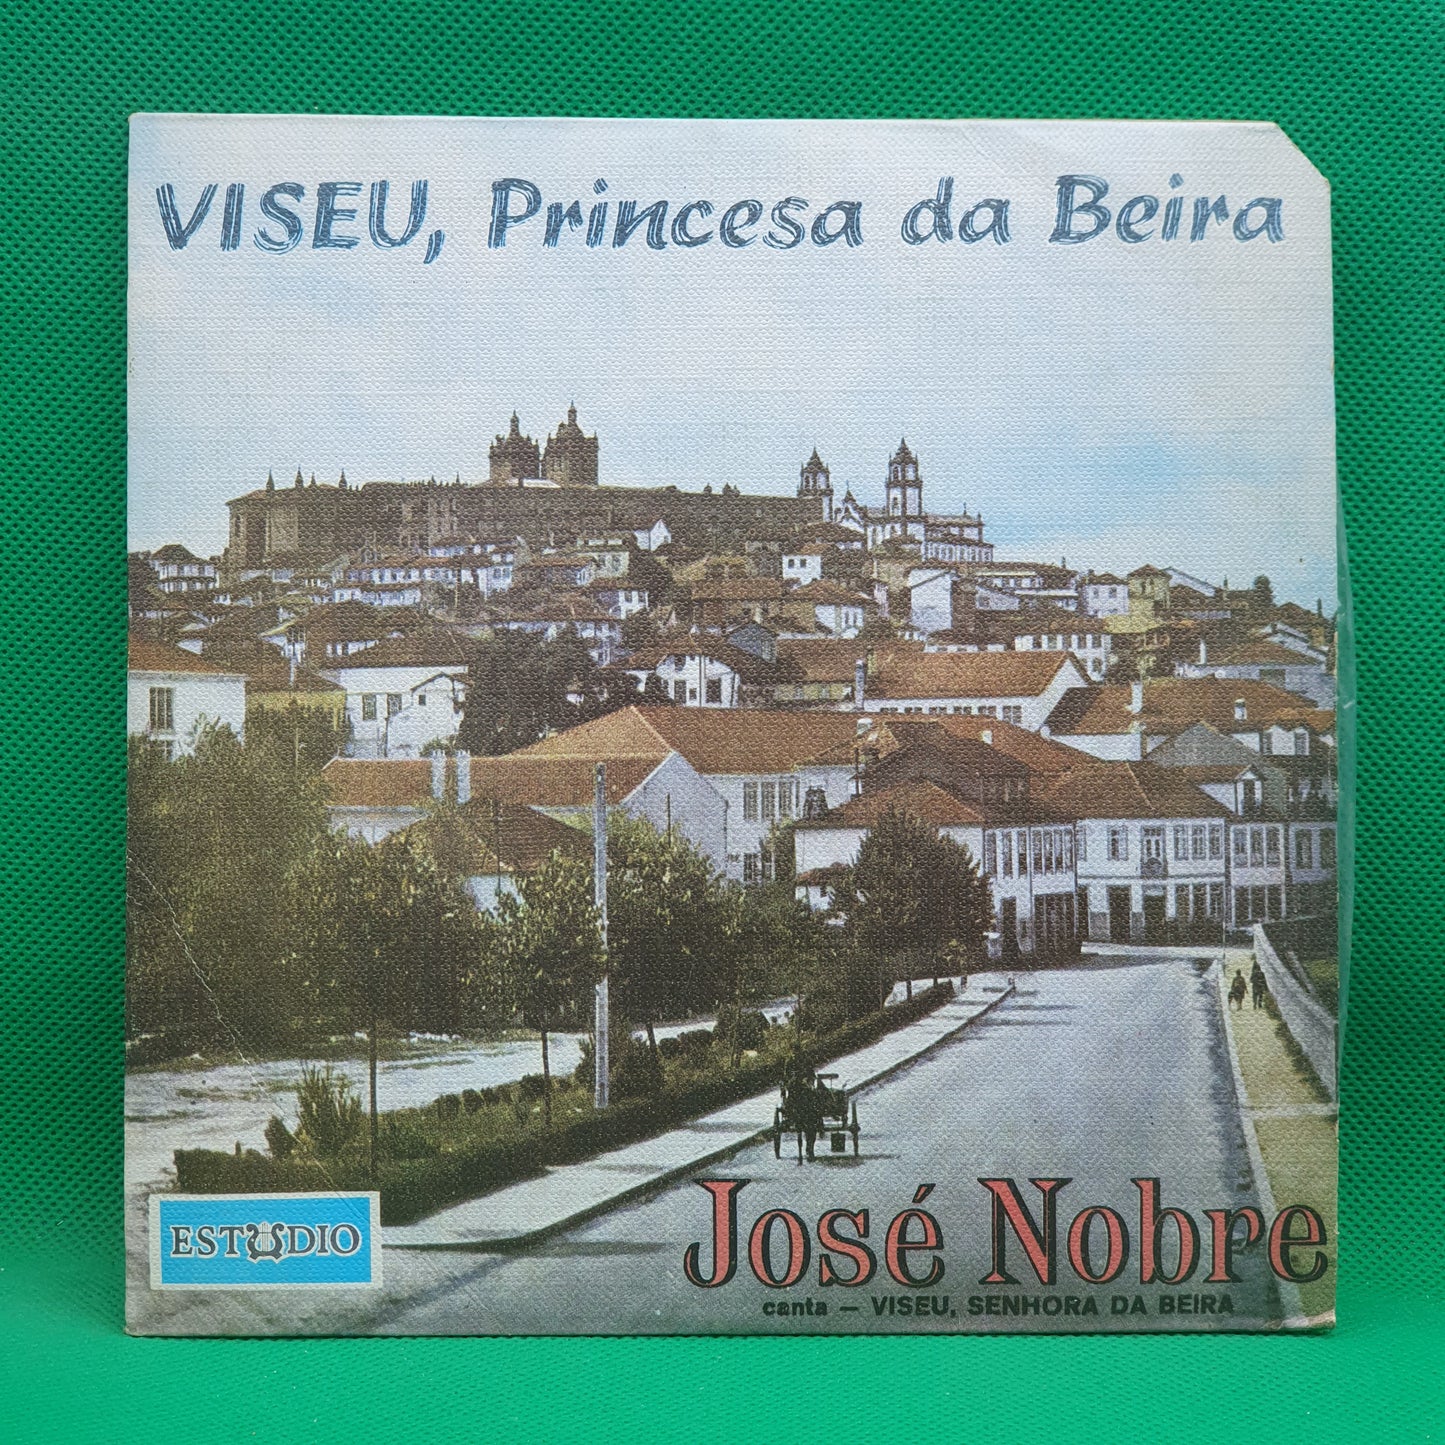 VISEU, Princesa da Beira
ESTUDIO
José Nobre
canta — VISEU, SENHORA DA BEIRA